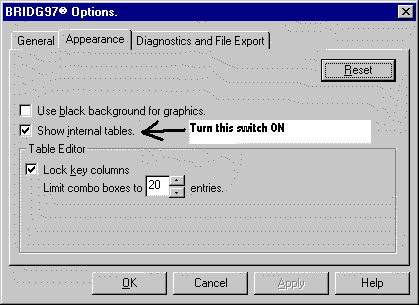 BRIDG97® Options.
General
Appearance
Diagnostics and File Export
Reset
Use black background for graphics.
Show internal tables.
Turn this switch ON
Table Editor
Lock key columns
Limit combo boxes to 20 entries.
OK
Cancel
Apply
Help